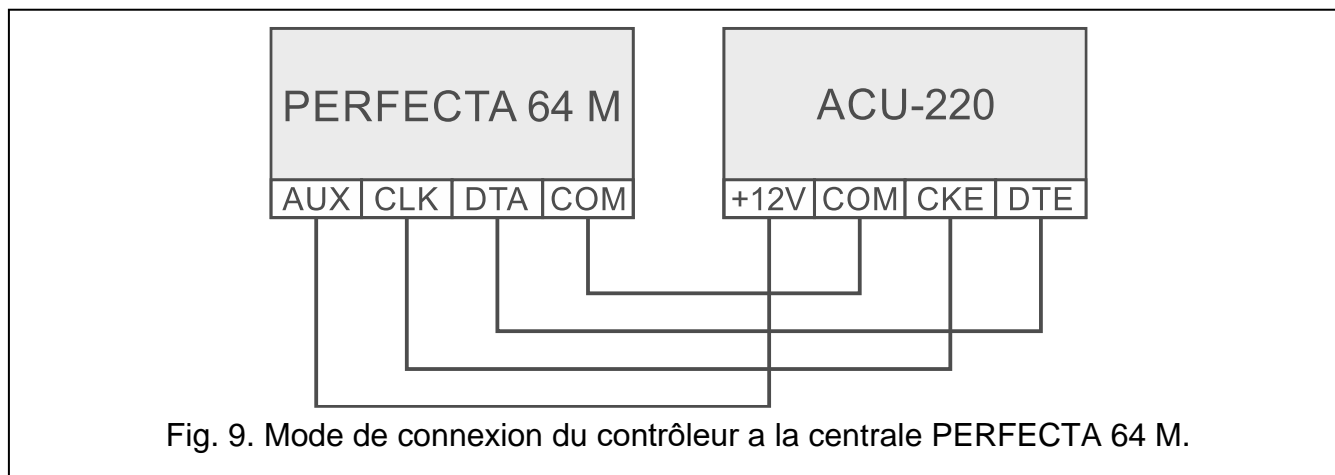 PERFECTA 64 M
ACU-220
AUX CLK DTA COM
+12V COM CKE DTE
Fig. 9. Mode de connexion du contrôleur a la centrale PERFECTA 64 M.